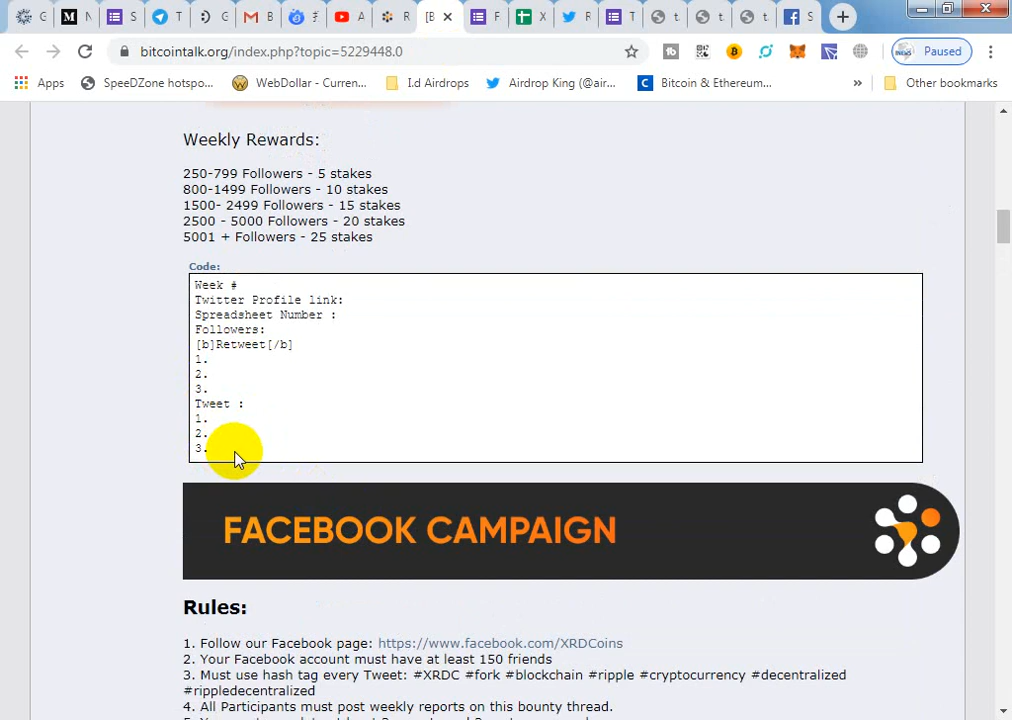 G
M
N
S
T
G
B
R
[B
F
X
R
T
t
t
t
S
bitcointalk.org/index.php?topic=5229448.0
Paused
Apps
SpeeDZone hotspo...
WebDollar - Curren...
I.d Airdrops
Airdrop King (@air...
Bitcoin & Ethereum...
»
Other bookmarks
Weekly Rewards:
250-799 Followers - 5 stakes
800-1499 Followers - 10 stakes
1500- 2499 Followers - 15 stakes
2500 - 5000 Followers - 20 stakes
5001 + Followers - 25 stakes
Code:
Week #
Twitter Profile link:
Spreadsheet Number :
Followers:
[b]Retweet[/b]
1.
2.
3.
Tweet :
1.
2.
3.
FACEBOOK CAMPAIGN
Rules:
1. Follow our Facebook page: https://www.facebook.com/XRDCoins
2. Your Facebook account must have at least 150 friends
3. Must use hash tag every Tweet: #XRDC #fork #blockchain #ripple #cryptocurrency #decentralized
#rippledecentralized
4. All Participants must post weekly reports on this bounty thread.